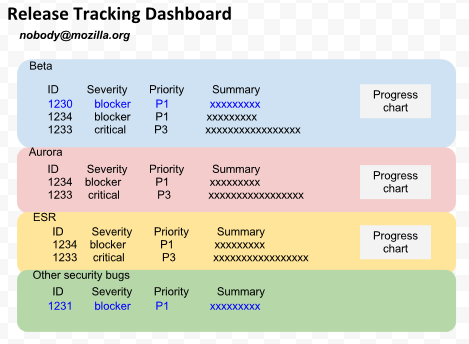 Release Tracking Dashboard
nobody@mozilla.org
Beta
ID Severity Priority Summary
1230 blocker P1 xxxxxxxxx
1234 blocker P1 xxxxxxxxx
1233 critical P3 xxxxxxxxxxxxxxxxx
Progress
chart
Aurora
ID Severity Priority Summary
1234 blocker P1 xxxxxxxxx
1233 critical P3 xxxxxxxxxxxxxxxxx
Progress
chart
ESR
ID Severity Priority Summary
1234 blocker P1 xxxxxxxxx
1233 critical P3 xxxxxxxxxxxxxxxxx
Progress
chart
Other security bugs
ID Severity Priority Summary
1231 blocker P1 xxxxxxxxx